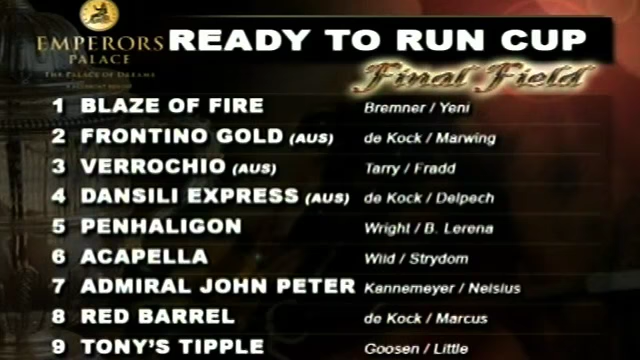 EMPERORS
PALACE
THE PALACE OF DREAMS
READY TO RUN CUP
Final Field
1 BLAZE OF FIRE Bremner / Yeni
2 FRONTINO GOLD (AUS) de Kock / Marwing
3 VERROCHIO (AUS) Tarry / Fradd
4 DANSILI EXPRESS (AUS) de Kock / Delpech
5 PENHALIGON Wright / B. Lerena
6 ACAPELLA Wild / Strydom
7 ADMIRAL JOHN PETER Kannemeyer / Nelsius
8 RED BARREL de Kock / Marcus
9 TONY'S TIPPLE Goosen / Little